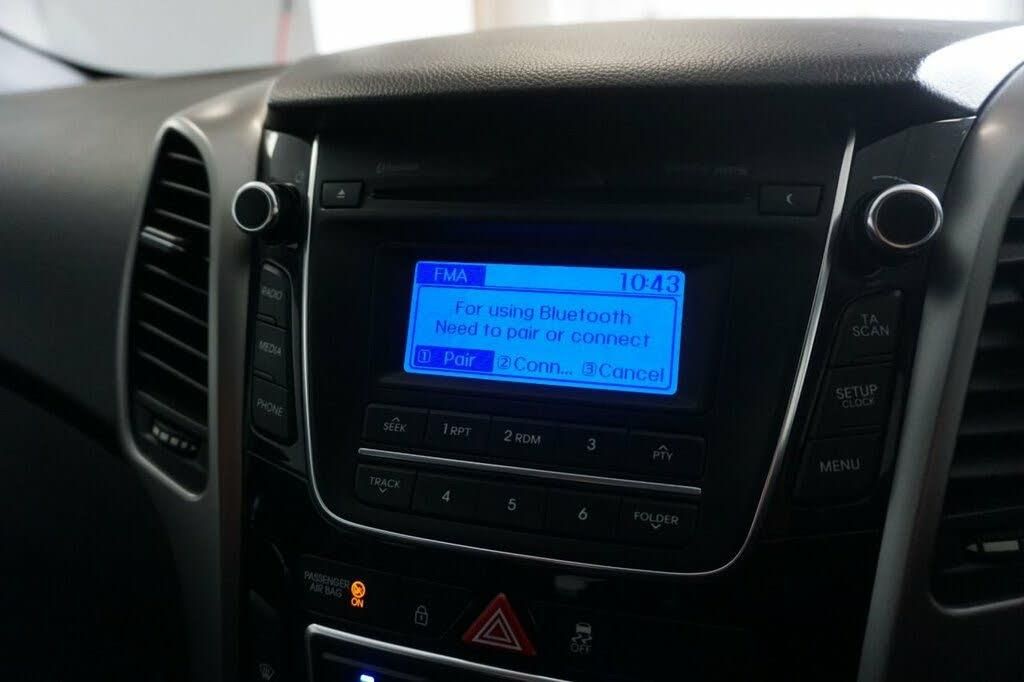 FMA 10:43
For using Bluetooth
Need to pair or connect
1 Pair 2 Conn... 3 Cancel
RADIO
MEDIA
PHONE
TA
SCAN
SETUP
CLOCK
MENU
SEEK 1 RPT 2 RDM 3 PTY
TRACK 4 5 6 FOLDER
PASSENGER
AIR BAG
ON
OFF